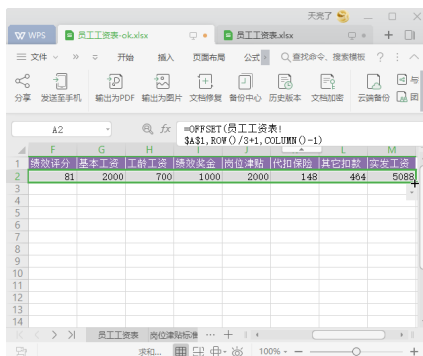 天亮了
WPS 员工工资表-ok.xlsx 员工工资表.xlsx
文件 开始 插入 页面布局 公式 查找命令、搜索模板
分享 发送至手机 输出为PDF 输出为图片 文档修复 备份中心 历史版本 文档加密 云端备份 与 团
A2 fx =OFFSET(员工工资表!
$A$1,ROW()/3+1,COLUMN()-1)
F G H I J K L M
1 绩效评分 基本工资 工龄工资 绩效奖金 岗位津贴 代扣保险 其它扣款 实发工资
2 81 2000 700 1000 2000 148 464 5088
3
4
5
6
7
8
9
10
11
12
13
14
员工工资表 岗位津贴标准 ··· +
求和... 100%